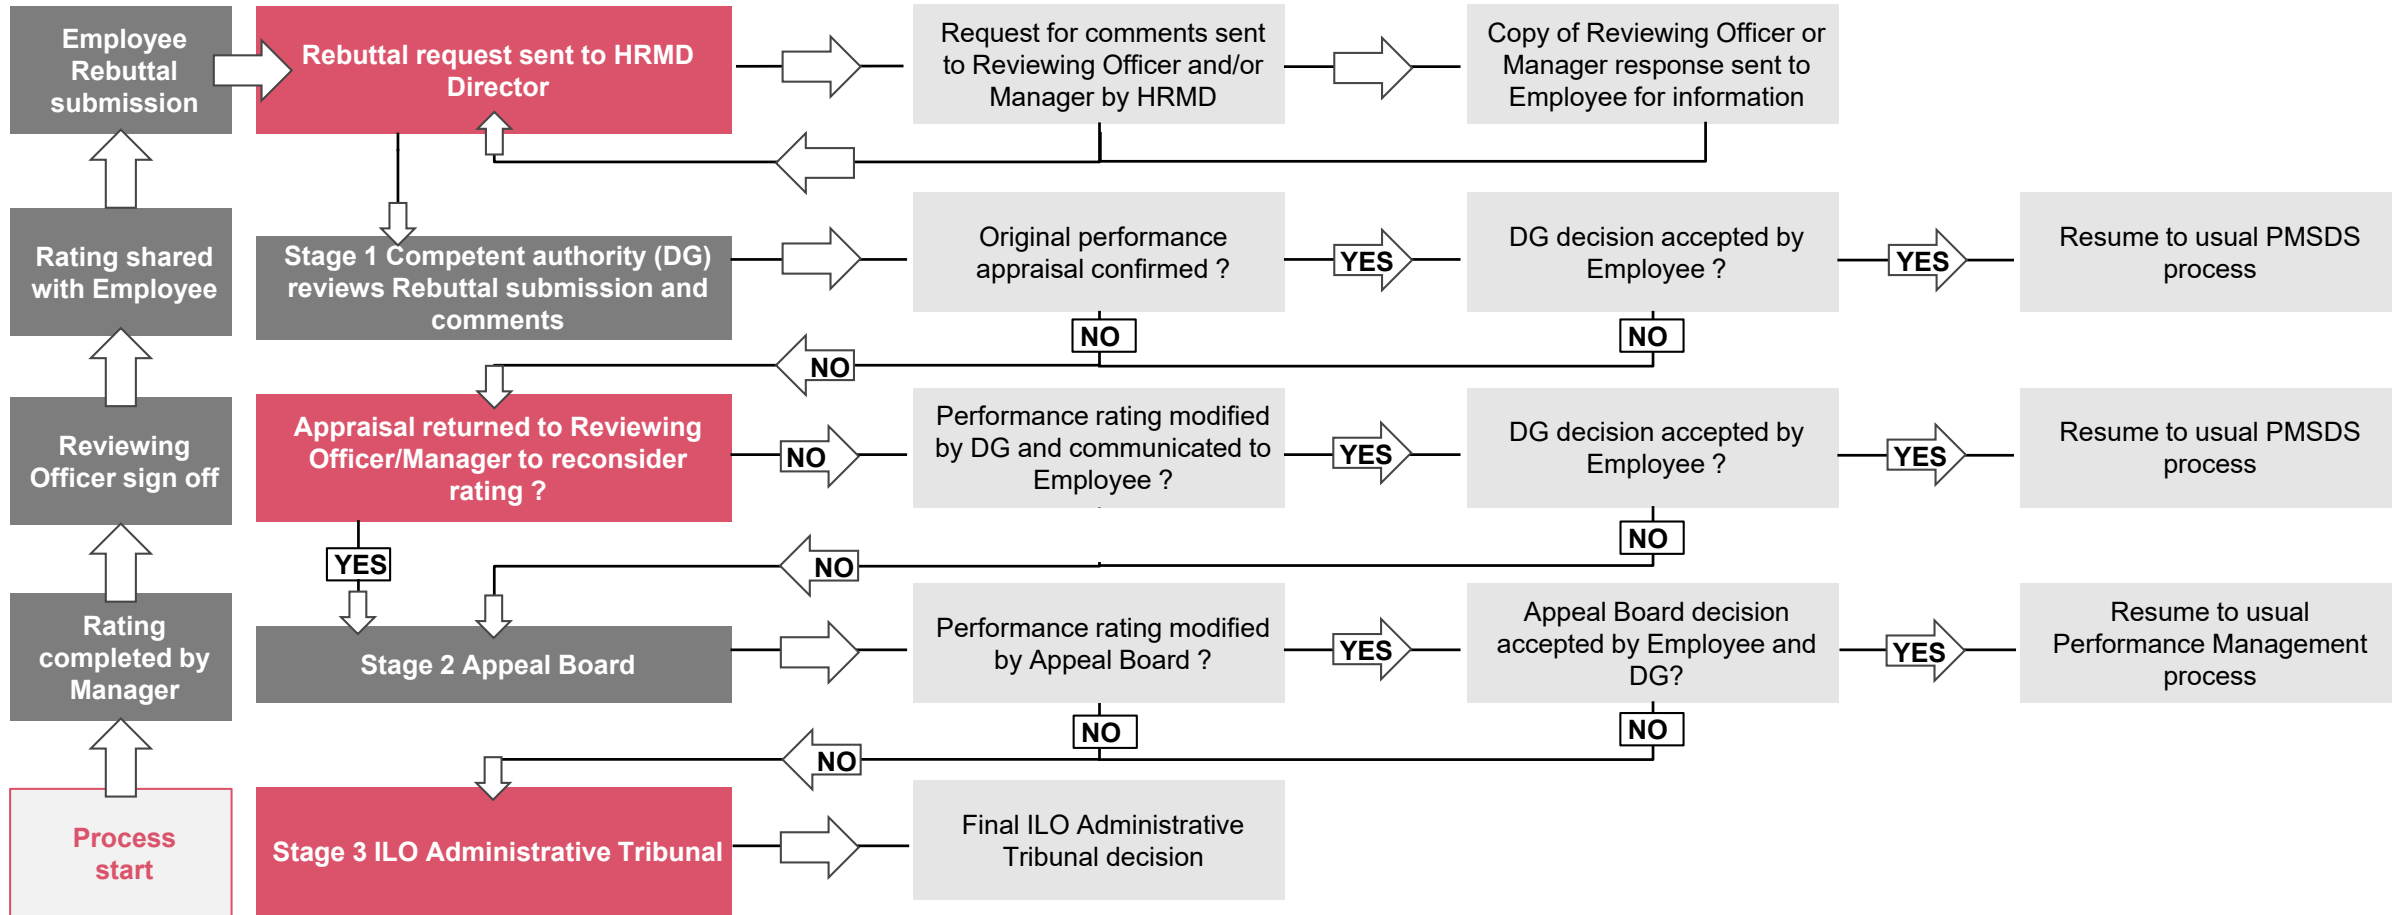 Employee
Rebuttal
submission
Rebuttal request sent to HRMD
Director
Request for comments sent
to Reviewing Officer and/or
Manager by HRMD
Copy of Reviewing Officer or
Manager response sent to
Employee for information
Rating shared
with Employee
Stage 1 Competent authority (DG)
reviews Rebuttal submission and
comments
Original performance
appraisal confirmed ?
YES
DG decision accepted by
Employee ?
YES
Resume to usual PMSDS
process
NO
NO
NO
Reviewing
Officer sign off
Appraisal returned to Reviewing
Officer/Manager to reconsider
rating ?
NO
Performance rating modified
by DG and communicated to
Employee ?
YES
DG decision accepted by
Employee ?
YES
Resume to usual PMSDS
process
YES
NO
NO
Rating
completed by
Manager
Stage 2 Appeal Board
Performance rating modified
by Appeal Board ?
YES
Appeal Board decision
accepted by Employee and
DG?
YES
Resume to usual
Performance Management
process
NO
NO
NO
Process
start
Stage 3 ILO Administrative Tribunal
Final ILO Administrative
Tribunal decision